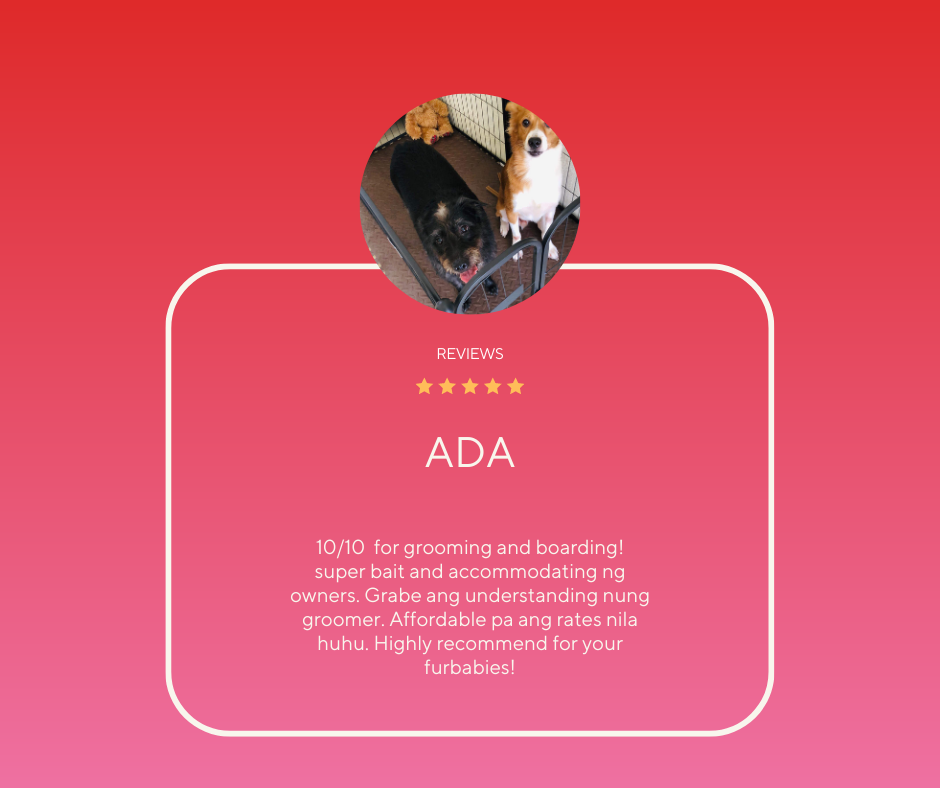 REVIEWS
ADA
10/10 for grooming and boarding!
super bait and accommodating ng
owners. Grabe ang understanding nung
groomer. Affordable pa ang rates nila
huhu. Highly recommend for your
furbabies!